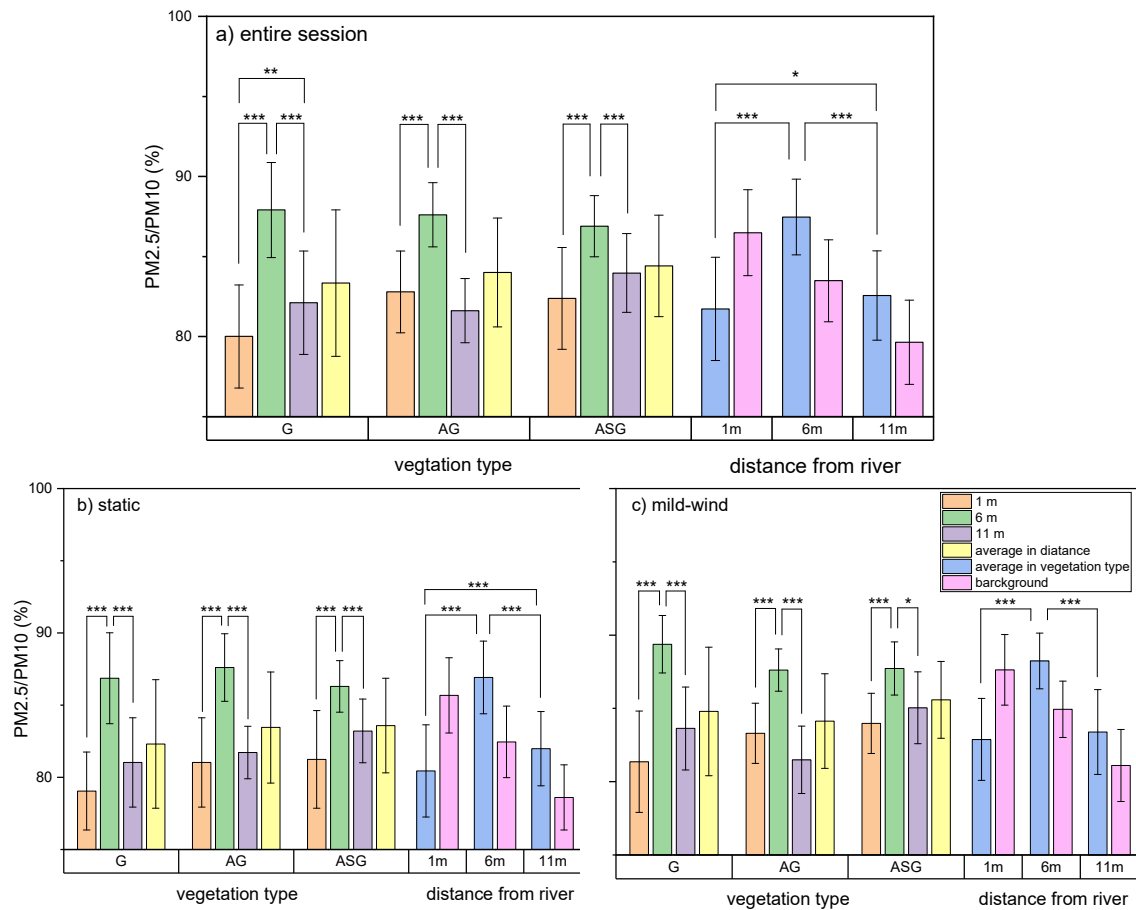 a) entire session
100
90
80
PM2.5/PM10 (%)
**
*** *** *** *** *** *** *** ***
*
G AG ASG 1m 6m 11m
vegtation type distance from river
b) static
100
90
80
PM2.5/PM10 (%)
*** *** *** *** *** *** *** *** ***
G AG ASG 1m 6m 11m
vegetation type distance from river
c) mild-wind
1 m
6 m
11 m
average in diatance
average in vegetation type
barckground
*** *** *** *** *** * *** ***
G AG ASG 1m 6m 11m
vegetation type distance from river